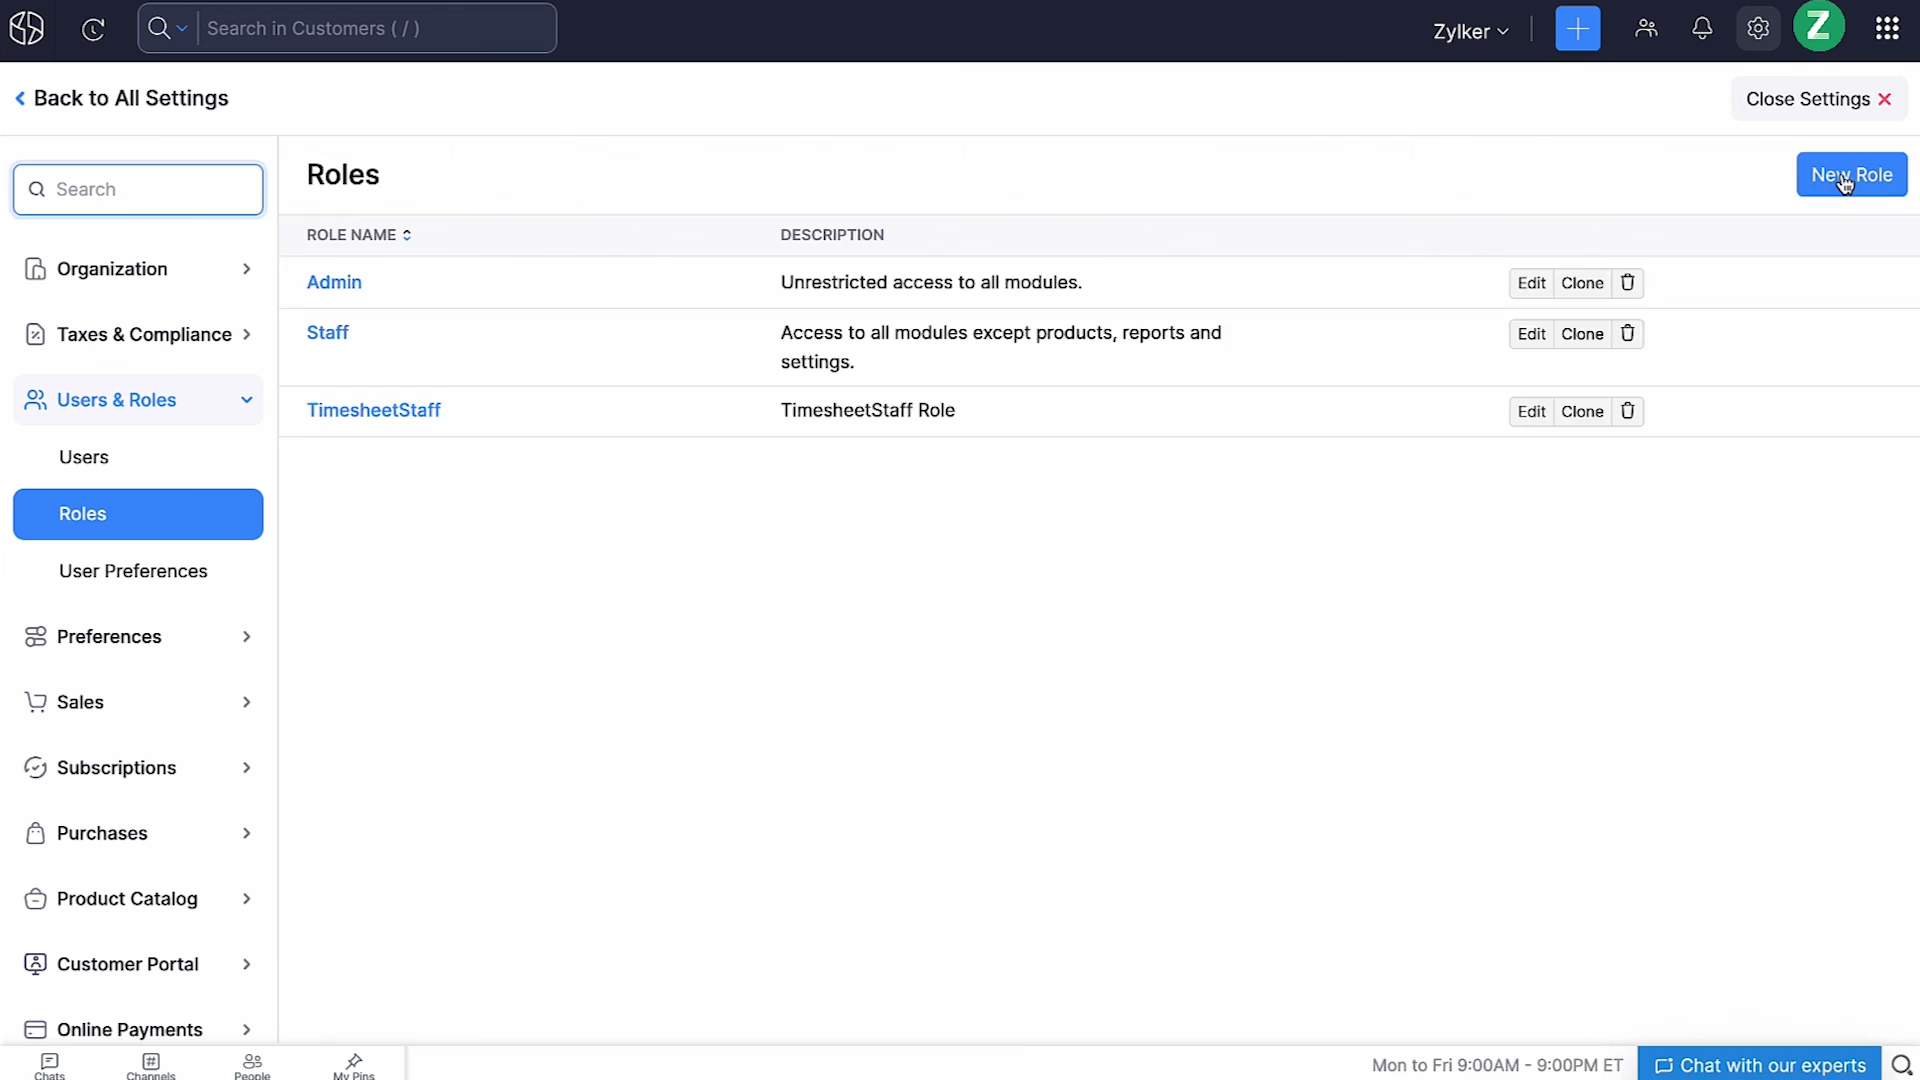 Search in Customers ( / )
Zylker
Z
Back to All Settings
Close Settings
Search
Organization
Taxes & Compliance
Users & Roles
Users
Roles
User Preferences
Preferences
Sales
Subscriptions
Purchases
Product Catalog
Customer Portal
Online Payments
Roles
New Role
ROLE NAME DESCRIPTION
Admin Unrestricted access to all modules. Edit Clone
Staff Access to all modules except products, reports and
settings. Edit Clone
TimesheetStaff TimesheetStaff Role Edit Clone
Chats Channels People My Pins
Mon to Fri 9:00AM - 9:00PM ET
Chat with our experts